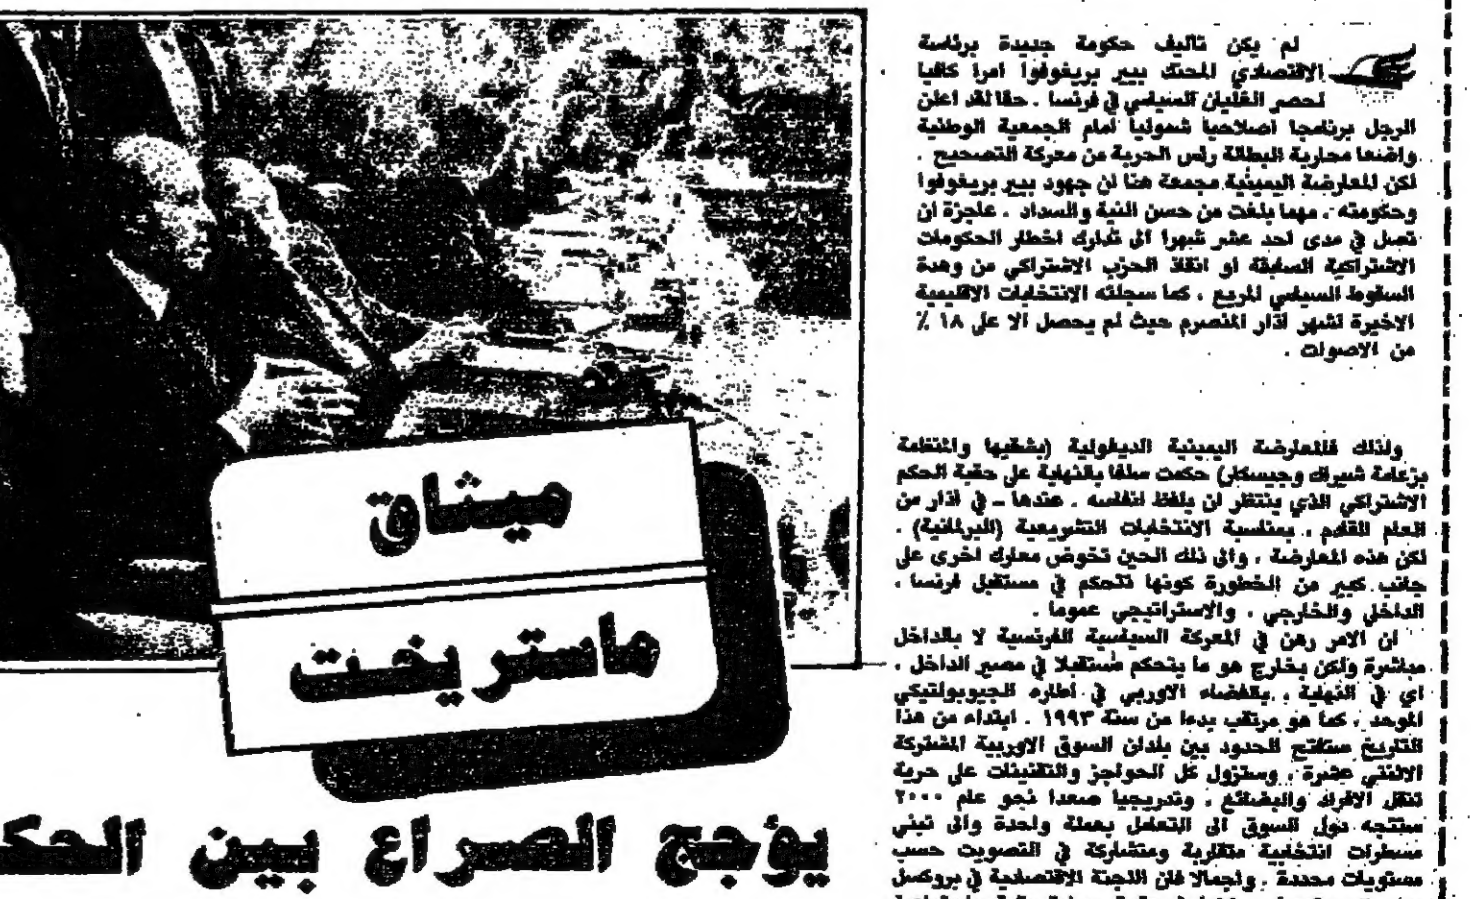 ميثاق
ماستريخت
يؤجج الصراع بين الحك
لم يكن تاليف حكومة جديدة برئاسة
الاقتصادي المحنك بيير بريغوفوا امرا كافيا
لحصر الغليان السياسي في فرنسا . حقا لقد اعلن
الرجل برنامجا اصلاحيا شموليا امام الجمعية الوطنية
واضعا محاربة البطالة راس الحربة من معركة التصحيح .
لكن المعارضة اليمينية مجمعة هنا ان جهود بيير بريغوفوا
وحكومته ، مهما بلغت من حسن النية والسداد ، عاجزة ان
تصل في مدى احد عشر شهرا الى تدارك اخطار الحكومات
الاشتراكية السابقة او انقاذ الحزب الاشتراكي من وهدة
السقوط السياسي المريع ، كما سجلته الانتخابات الاقليمية
الاخيرة لشهر اذار المنصرم حيث لم يحصل الا على ١٨ ٪
من الاصوات .
ولذلك فالمعارضة اليمينية الديغولية (بشقيها والمنتظمة
بزعامة شيراك وجيسكار) حكمت سلفا بالنهاية على حقبة الحكم
الاشتراكي الذي ينتظر ان يلفظ انفاسه . عندها ـ في اذار من
العام القادم ، بمناسبة الانتخابات التشريعية (البرلمانية) .
لكن هذه المعارضة ، والى ذلك الحين تخوض معارك اخرى على
جانب كبير من الخطورة كونها تتحكم في مستقبل فرنسا ،
الداخلي والخارجي ، والاستراتيجي عموما .
ان الامر رهن في المعركة السياسية الفرنسية لا بالداخل
مباشرة ولكن بخارج هو ما يتحكم مستقبلا في مصير الداخل ،
اي في النهاية ، بالفضاء الاوربي في اطاره الجيوبولتيكي
الموحد ، كما هو مرتقب بدءا من سنة ١٩٩٣ . ابتداء من هذا
التاريخ ستفتح الحدود بين بلدان السوق الاوربية المشتركة
الاثنتي عشرة ، وستزول كل الحواجز والتقنينات على حرية
تنقل الافراد والبضائع ، وتدريجيا صعدا نحو عام ٢٠٠٠
ستتجه دول السوق الى التعامل بعملة واحدة والى تبني
مسطرات انتخابية متقاربة ومتشاركة في التصويت حسب
مستويات محددة . واجمالا فان اللجنة الاقتصادية في بروكسل